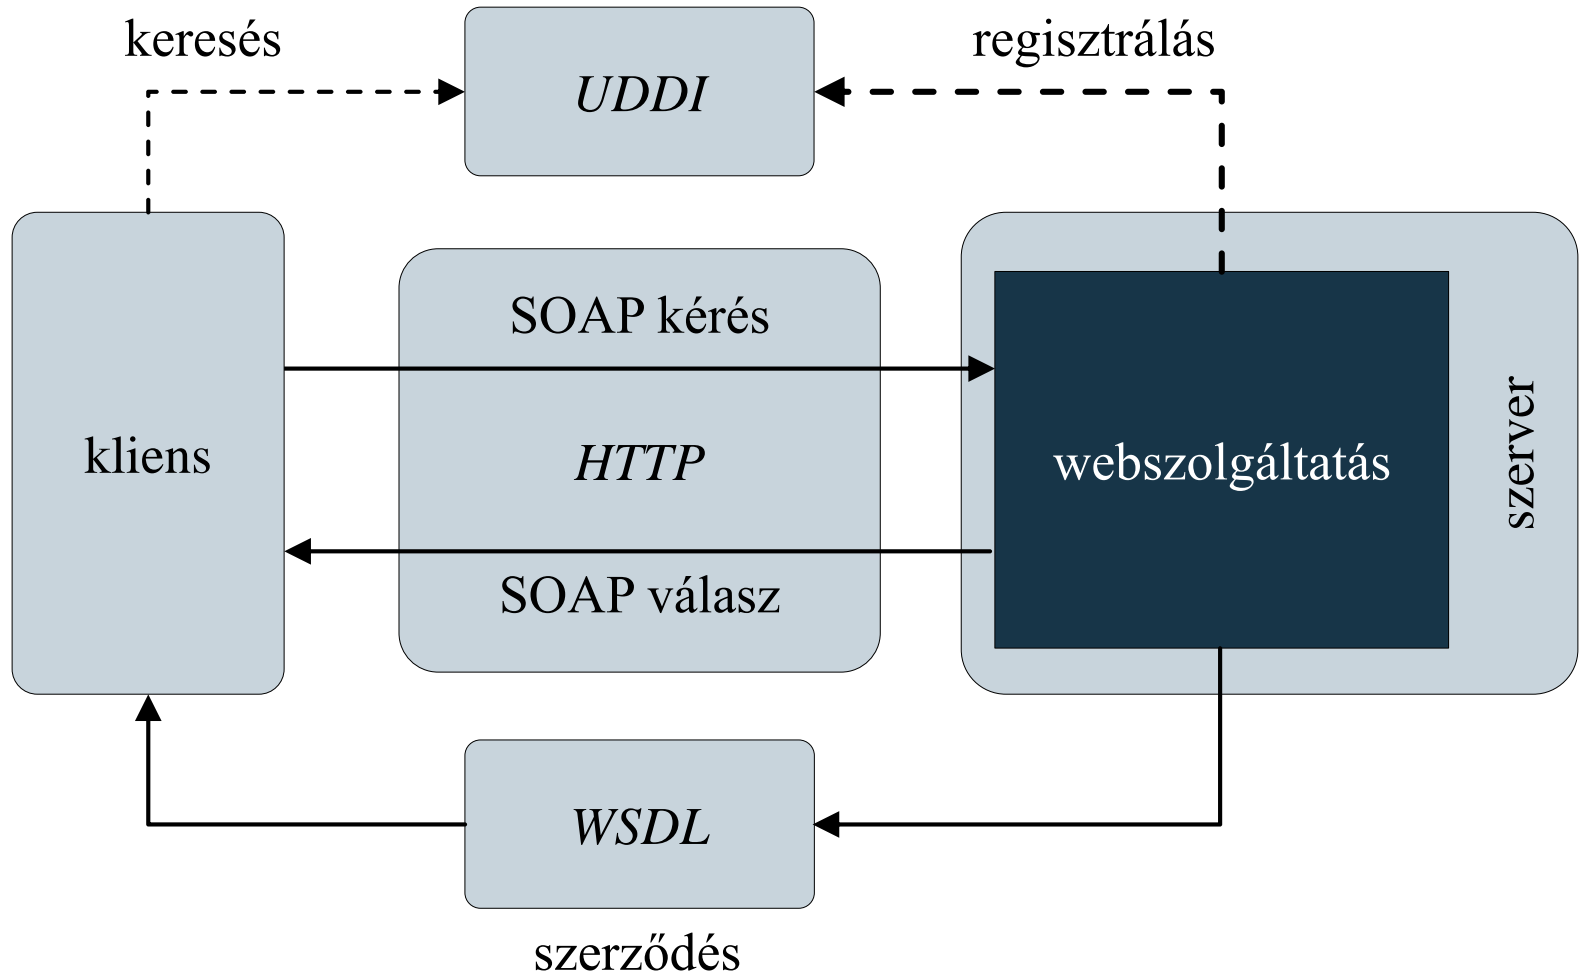 keresés
UDDI
regisztrálás
SOAP kérés
kliens
HTTP
webszolgáltatás
szerver
SOAP válasz
WSDL
szerződés